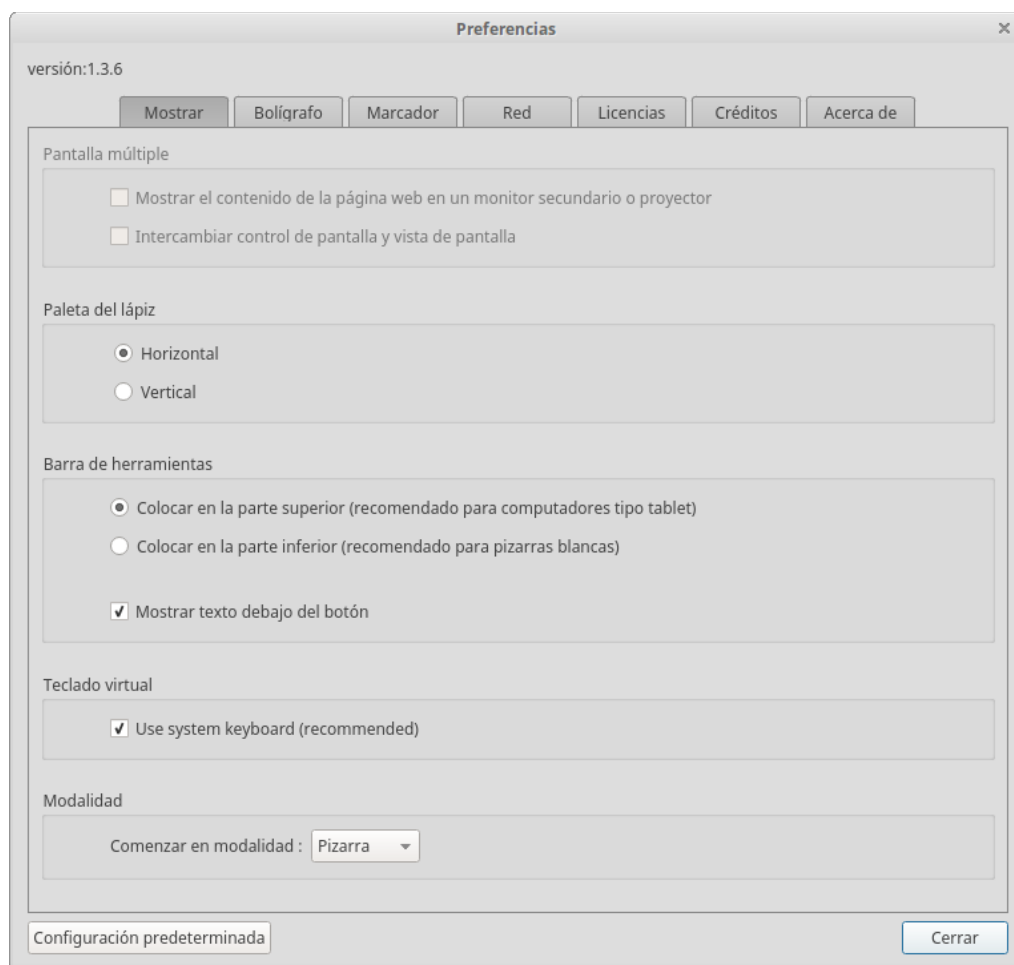 Preferencias
versión:1.3.6
Mostrar Bolígrafo Marcador Red Licencias Créditos Acerca de
Pantalla múltiple
Mostrar el contenido de la página web en un monitor secundario o proyector
Intercambiar control de pantalla y vista de pantalla
Paleta del lápiz
Horizontal
Vertical
Barra de herramientas
Colocar en la parte superior (recomendado para computadores tipo tablet)
Colocar en la parte inferior (recomendado para pizarras blancas)
Mostrar texto debajo del botón
Teclado virtual
Use system keyboard (recommended)
Modalidad
Comenzar en modalidad : Pizarra
Configuración predeterminada Cerrar